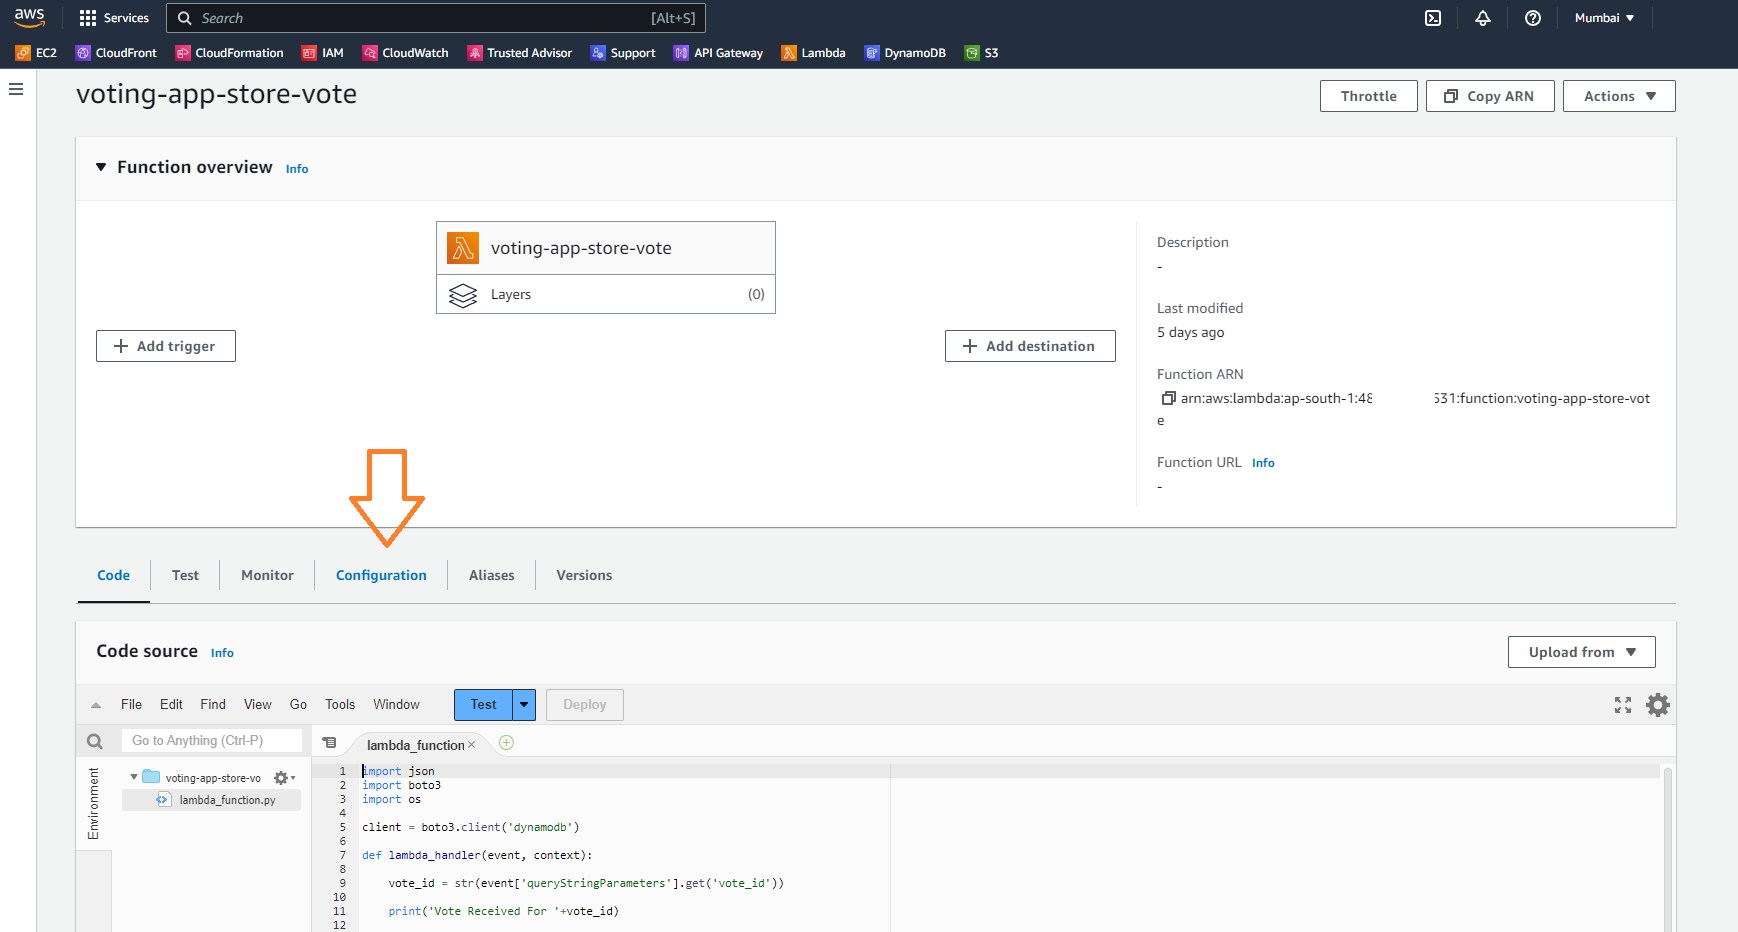 aws Services Search [Alt+S] Mumbai
EC2 CloudFront CloudFormation IAM CloudWatch Trusted Advisor Support API Gateway Lambda DynamoDB S3
voting-app-store-vote
Throttle Copy ARN Actions
Function overview Info
voting-app-store-vote
Layers (0)
Add trigger
Add destination
Description
-
Last modified
5 days ago
Function ARN
arn:aws:lambda:ap-south-1:48 531:function:voting-app-store-vot
e
Function URL Info
-
Code Test Monitor Configuration Aliases Versions
Code source Info
Upload from
File Edit Find View Go Tools Window Test Deploy
Go to Anything (Ctrl-P)
lambda_function ×
Environment
voting-app-store-vo
lambda_function.py
1 import json
2 import boto3
3 import os
4
5 client = boto3.client('dynamodb')
6
7 def lambda_handler(event, context):
8
9 vote_id = str(event['queryStringParameters'].get('vote_id'))
10
11 print('Vote Received For '+vote_id)
12